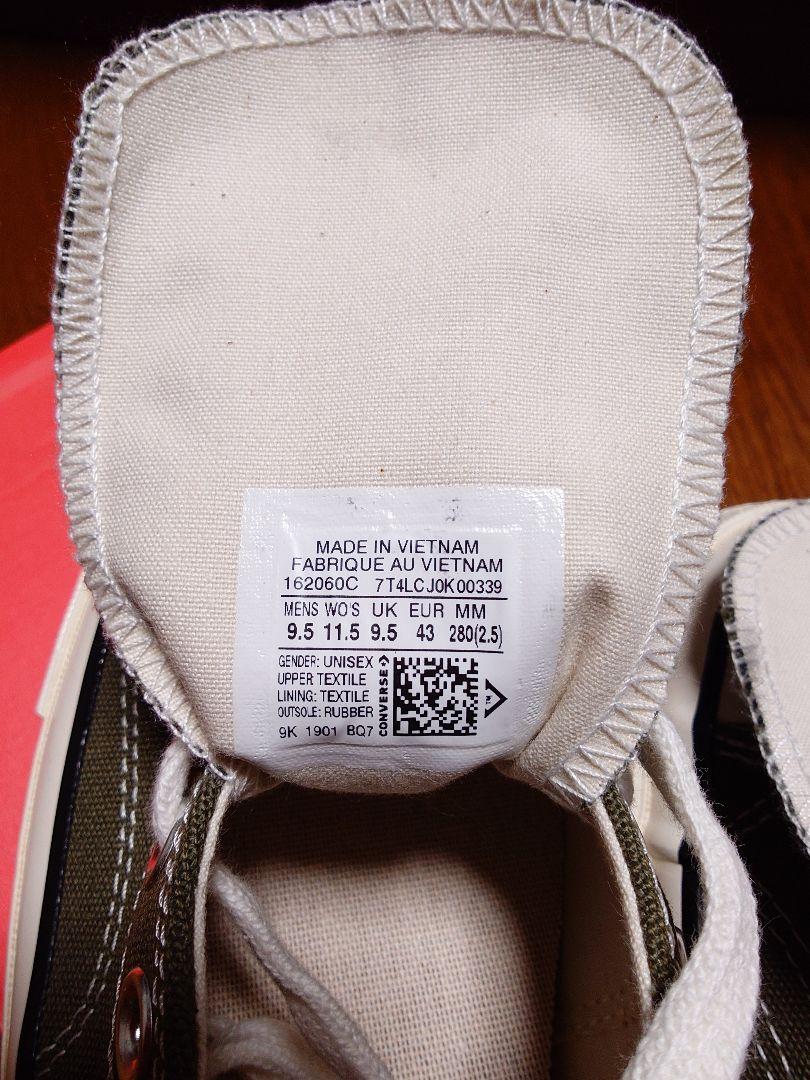 MADE IN VIETNAM
FABRIQUE AU VIETNAM
162060C 7T4LCJ0K00339
MENS WO'S UK EUR MM
9.5 11.5 9.5 43 280(2.5)
GENDER: UNISEX
UPPER TEXTILE
LINING: TEXTILE
OUTSOLE: RUBBER
9K 1901 BQ7
CONVERSE
TM